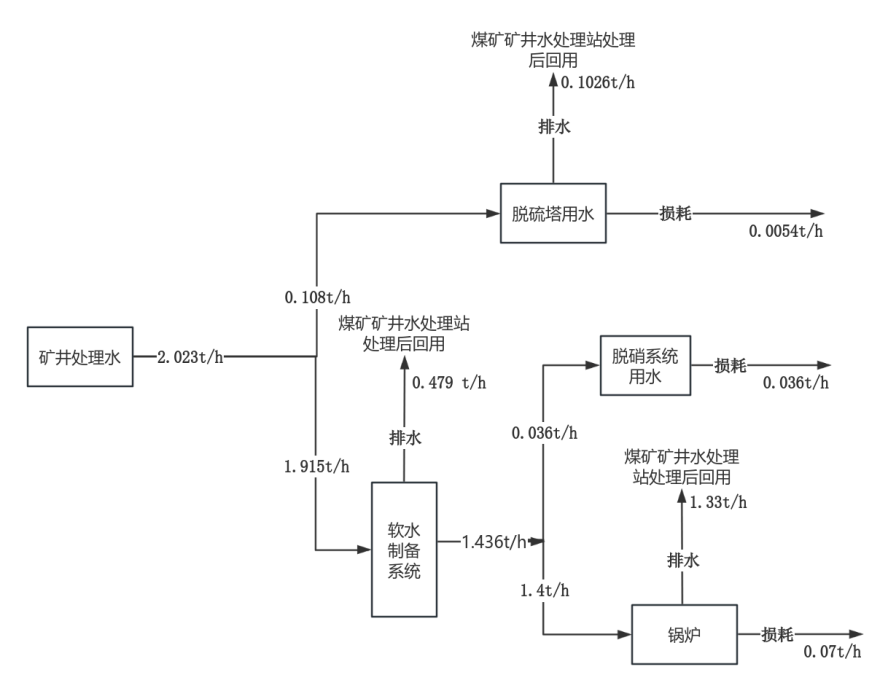 煤矿矿井水处理站处理
后回用
0.1026t/h
排水
脱硫塔用水
损耗
0.0054t/h
0.108t/h
矿井处理水
2.023t/h
煤矿矿井水处理站
处理后回用
0.479 t/h
排水
1.915t/h
软水
制备
系统
1.436t/h
脱硝系统
用水
损耗
0.036t/h
0.036t/h
煤矿矿井水处理
站处理后回用
1.33t/h
排水
1.4t/h
锅炉
损耗
0.07t/h